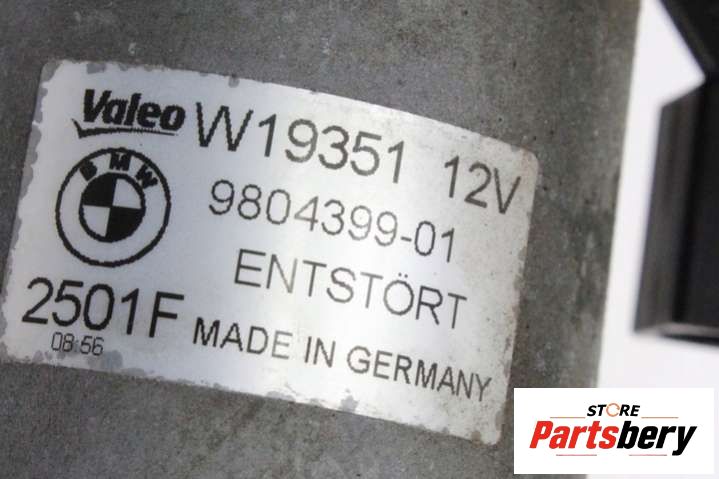 Valeo W19351 12V
BMW
9804399-01
ENTSTÖRT
2501F MADE IN GERMANY
08:56
STORE
Partsbery